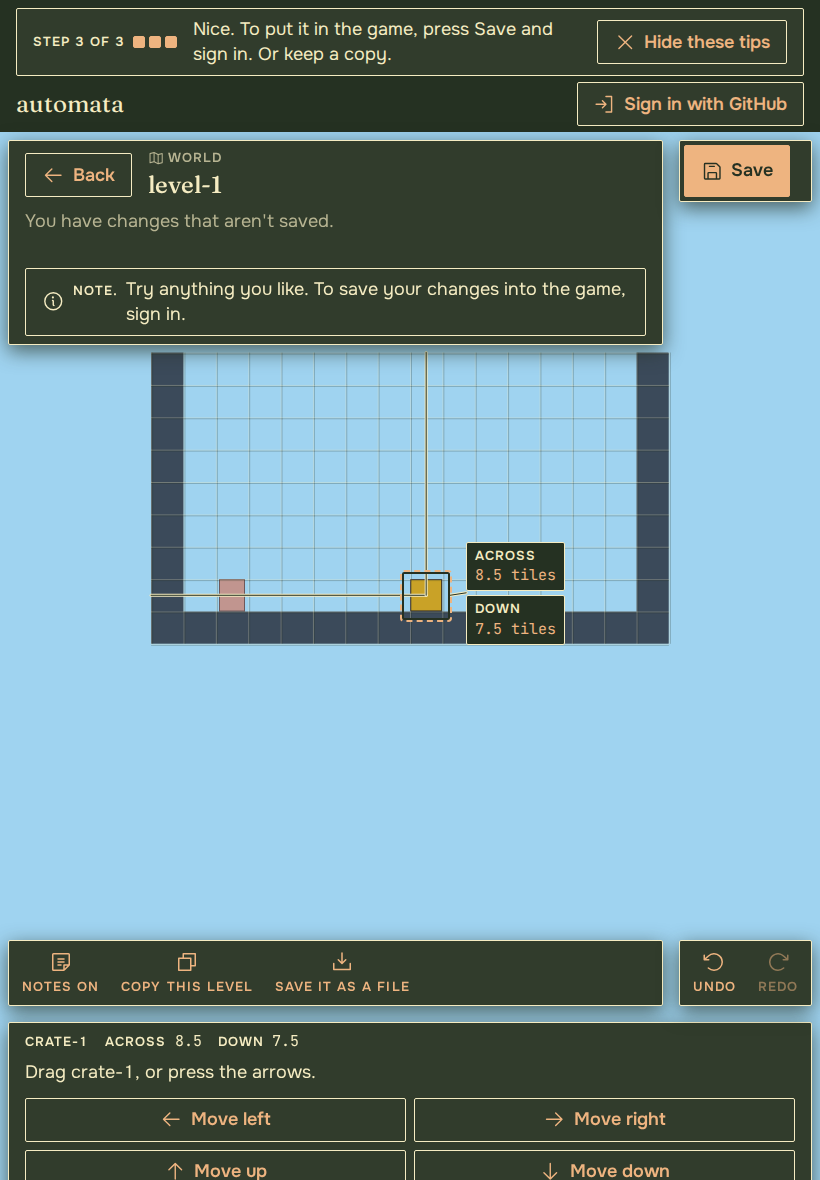 STEP 3 OF 3
Nice. To put it in the game, press Save and
sign in. Or keep a copy.
Hide these tips
automata
Sign in with GitHub
Back
WORLD
level-1
Save
You have changes that aren't saved.
NOTE. Try anything you like. To save your changes into the game,
sign in.
ACROSS
8.5 tiles
DOWN
7.5 tiles
NOTES ON
COPY THIS LEVEL
SAVE IT AS A FILE
UNDO
REDO
CRATE-1 ACROSS 8.5 DOWN 7.5
Drag crate-1, or press the arrows.
Move left
Move right
Move up
Move down